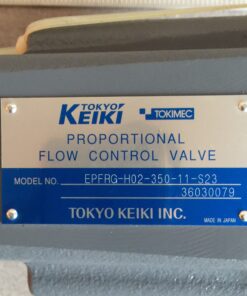 TOKYO
KEIKI TOKIMEC
PROPORTIONAL
FLOW CONTROL VALVE
MODEL NO. EPFRG-H02-350-11-S23
36030079
TOKYO KEIKI INC.
MADE IN JAPAN